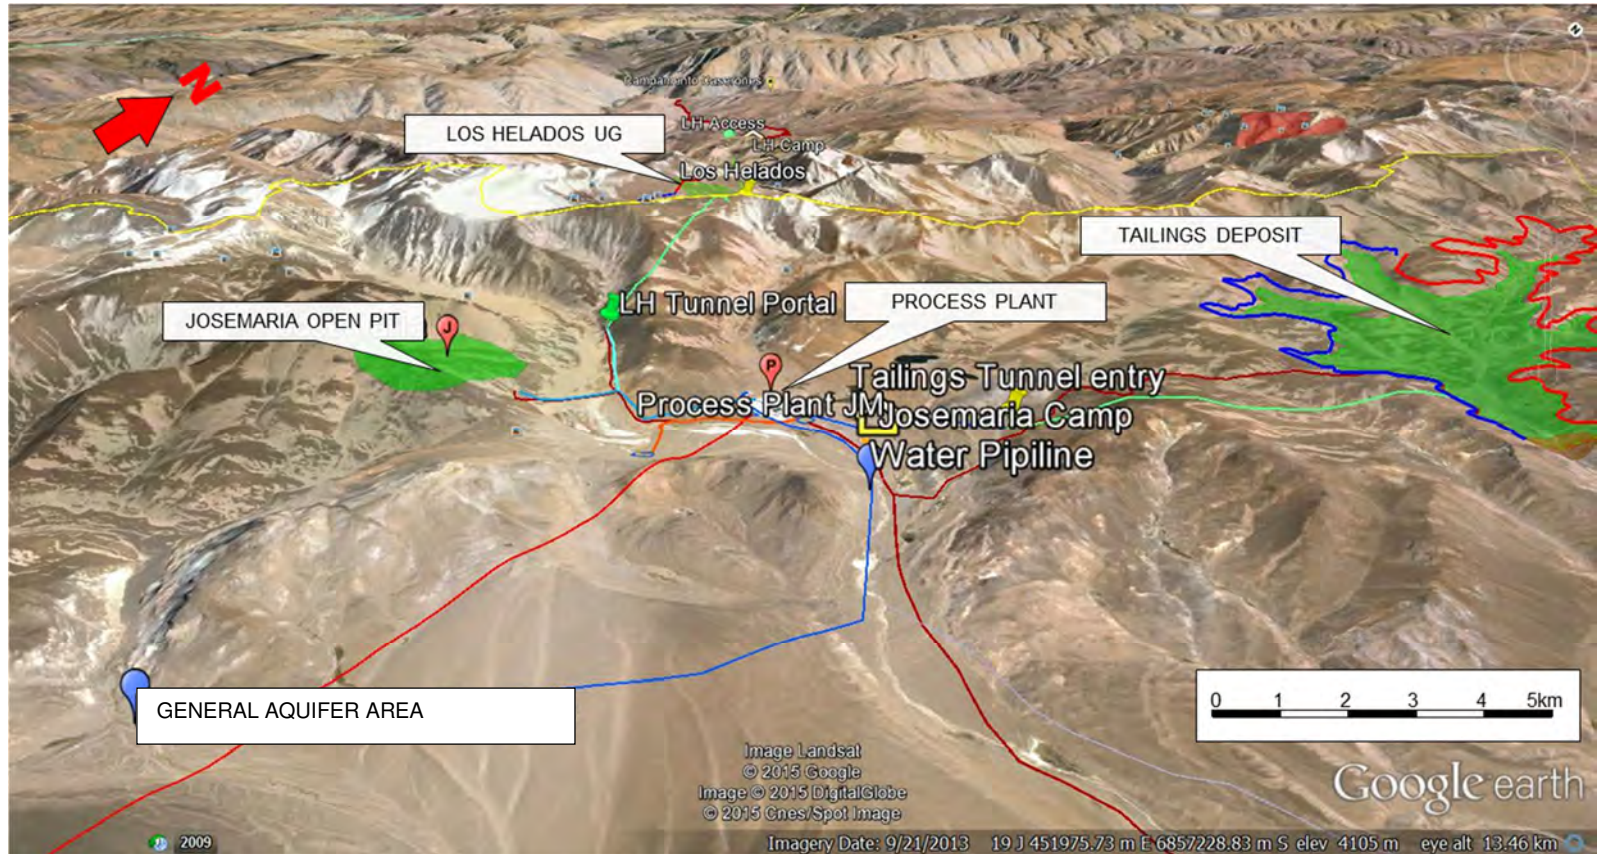 N
N
Campamento Caserones
LH Access
LOS HELADOS UG
LH Camp
Los Helados
TAILINGS DEPOSIT
LH Tunnel Portal
PROCESS PLANT
JOSEMARIA OPEN PIT
J
P
Tailings Tunnel entry
Process Plant JM
Josemaria Camp
Water Pipiline
GENERAL AQUIFER AREA
0 1 2 3 4 5km
Image Landsat
© 2015 Google
Image © 2015 DigitalGlobe
© 2015 Cnes/Spot Image
Google earth
2009
Imagery Date: 9/21/2013 19 J 451975.73 m E 6857228.83 m S elev 4105 m eye alt 13.46 km